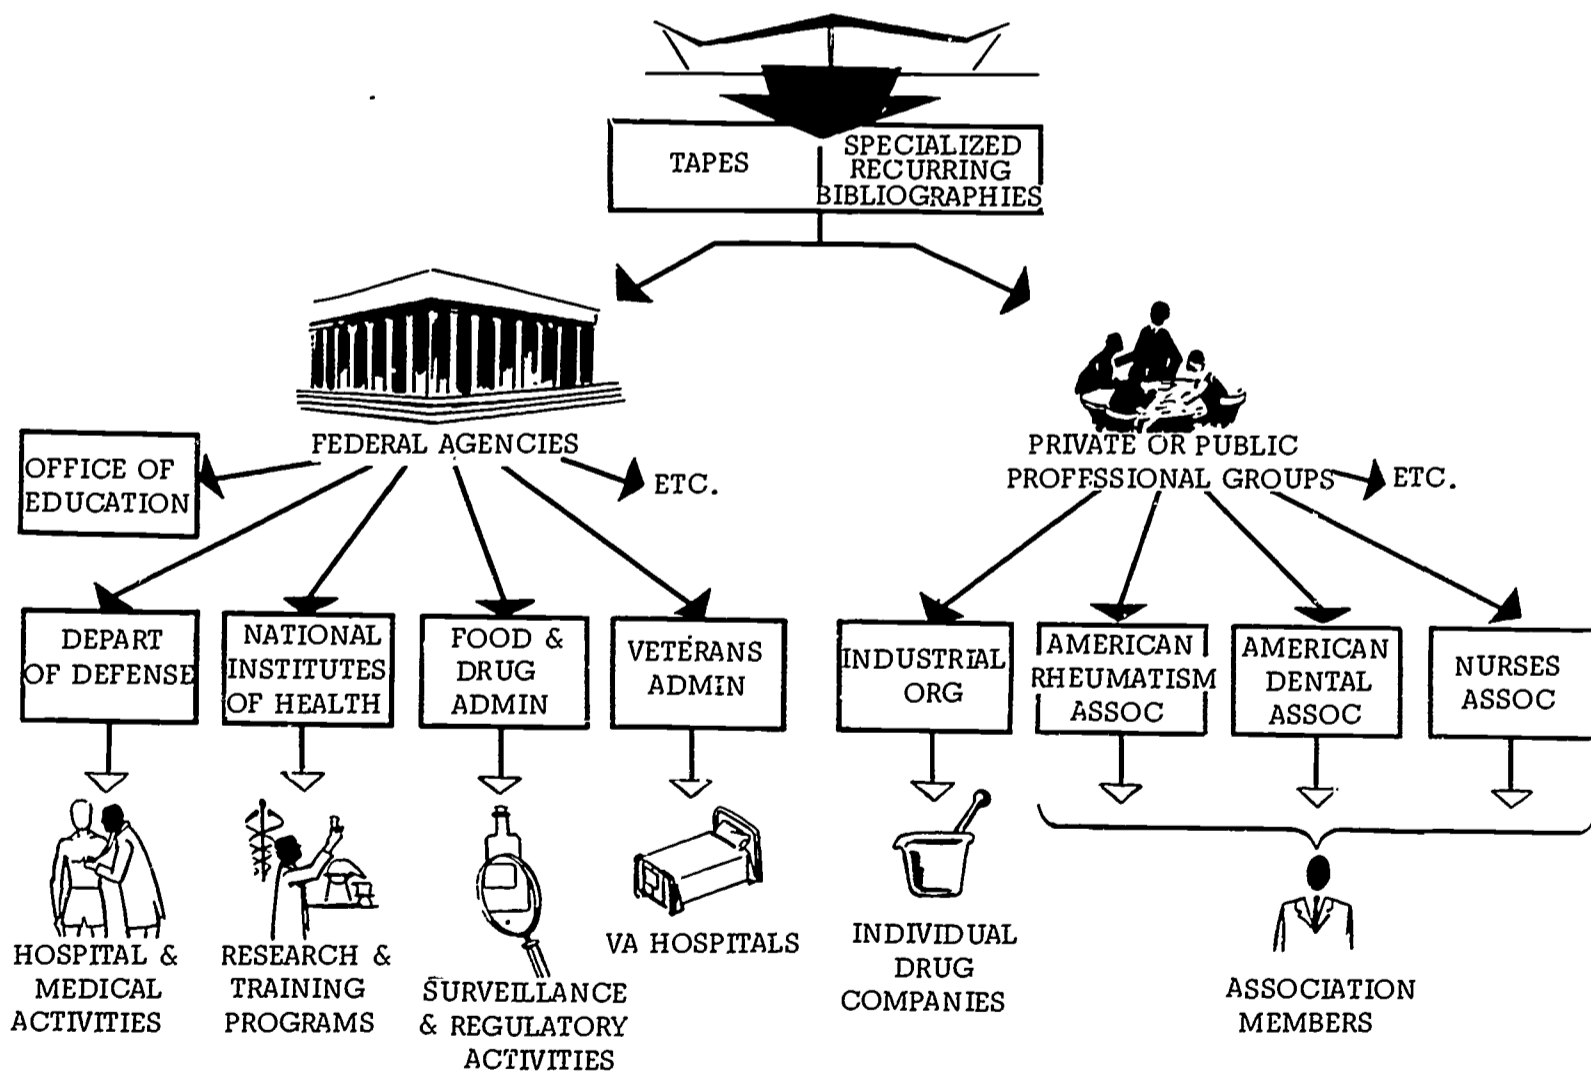 TAPES
SPECIALIZED
RECURRING
BIBLIOGRAPHIES
FEDERAL AGENCIES
OFFICE OF
EDUCATION
ETC.
PRIVATE OR PUBLIC
PROFESSIONAL GROUPS
ETC.
DEPART
OF DEFENSE
NATIONAL
INSTITUTES
OF HEALTH
FOOD &
DRUG
ADMIN
VETERANS
ADMIN
INDUSTRIAL
ORG
AMERICAN
RHEUMATISM
ASSOC
AMERICAN
DENTAL
ASSOC
NURSES
ASSOC
HOSPITAL &
MEDICAL
ACTIVITIES
RESEARCH &
TRAINING
PROGRAMS
SURVEILLANCE
& REGULATORY
ACTIVITIES
VA HOSPITALS
INDIVIDUAL
DRUG
COMPANIES
ASSOCIATION
MEMBERS